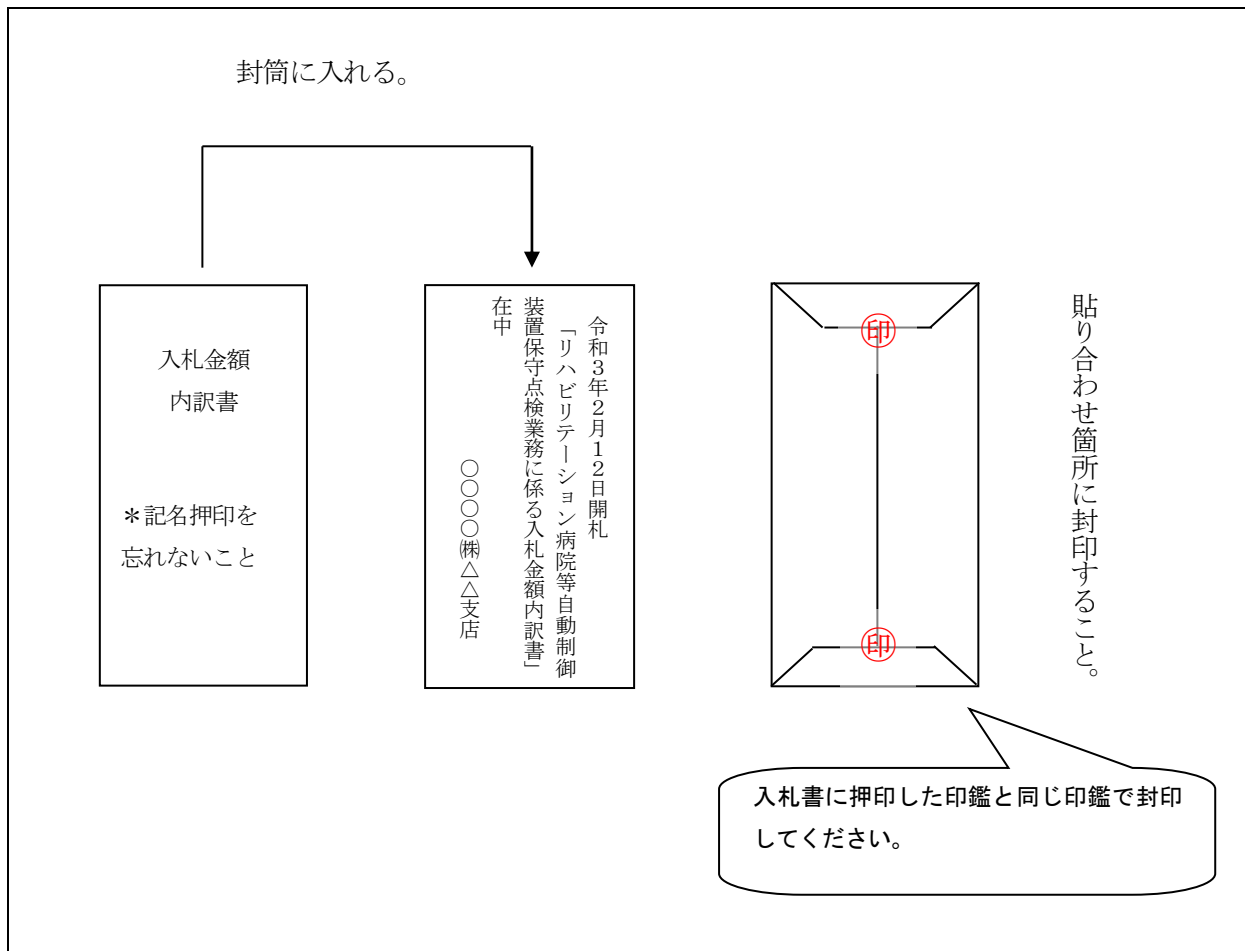 封筒に入れる。
入札金額
内訳書
＊記名押印を
忘れないこと
令和３年２月１２日開札
「リハビリテーション病院等自動制御
装置保守点検業務に係る入札金額内訳書」
在中
○○○○㈱△△支店
印
印
貼り合わせ箇所に封印すること。
入札書に押印した印鑑と同じ印鑑で封印
してください。